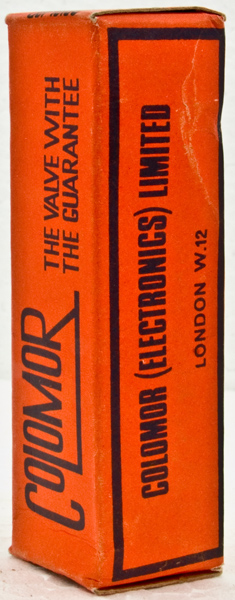 COLOMOR
THE VALVE WITH
THE GUARANTEE
COLOMOR (ELECTRONICS) LIMITED
LONDON W.12